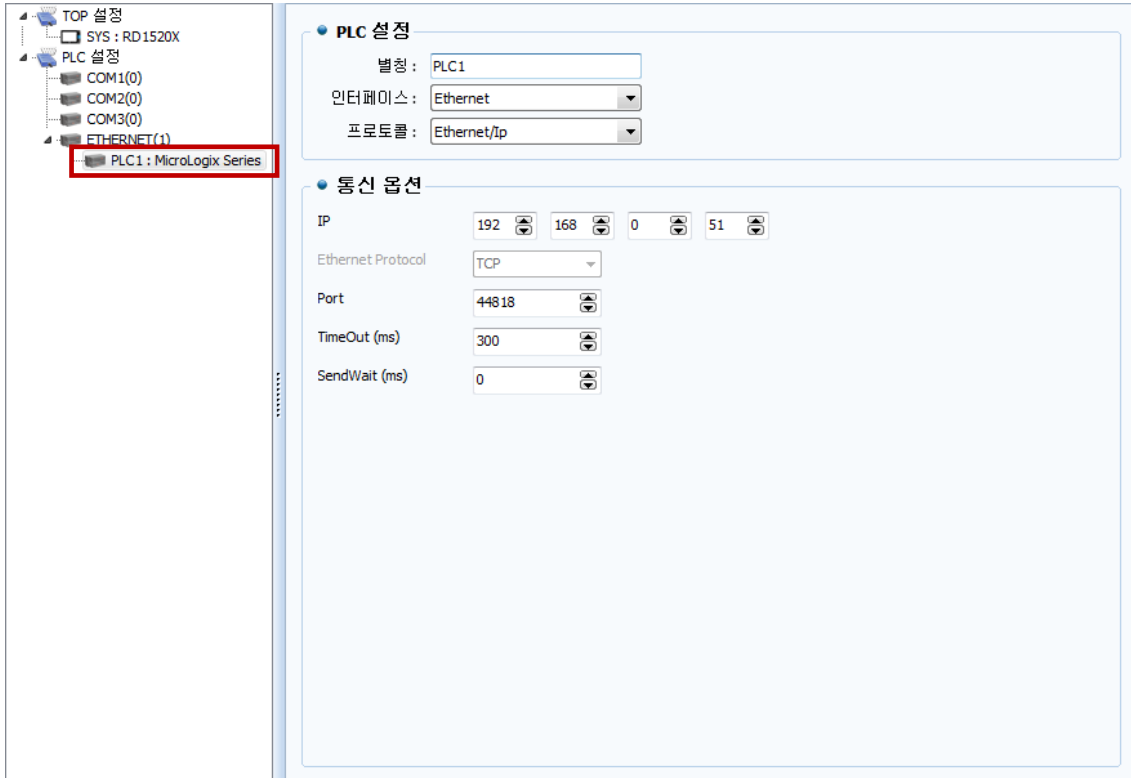 TOP 설정
SYS : RD1520X
PLC 설정
COM1(0)
COM2(0)
COM3(0)
ETHERNET(1)
PLC1 : MicroLogix Series
PLC 설정
별칭 : PLC1
인터페이스 : Ethernet
프로토콜 : Ethernet/Ip
통신 옵션
IP 192 168 0 51
Ethernet Protocol TCP
Port 44818
TimeOut (ms) 300
SendWait (ms) 0